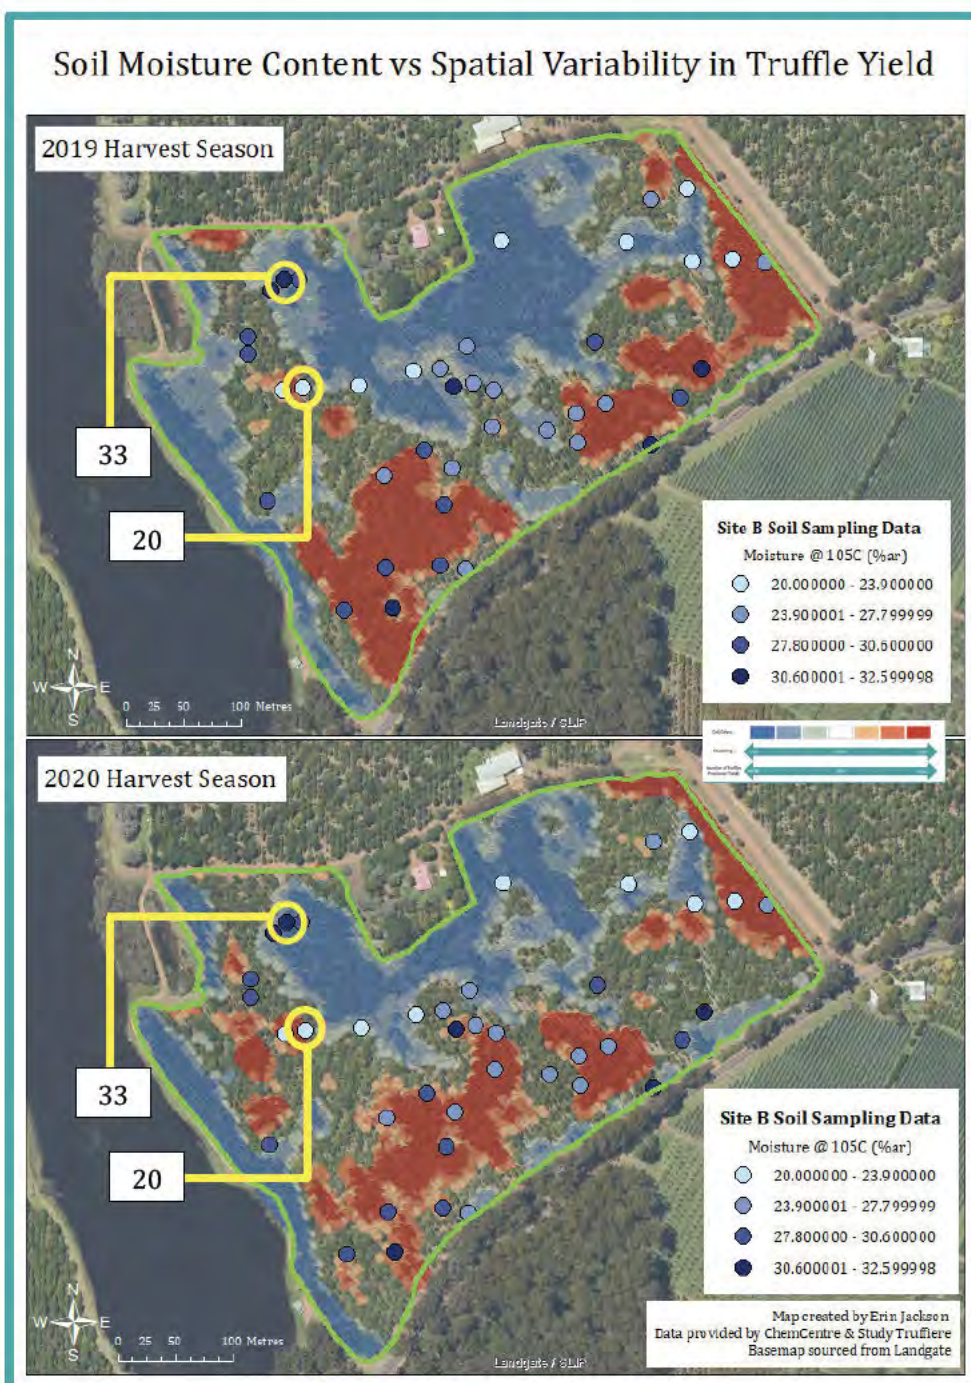 Soil Moisture Content vs Spatial Variability in Truffle Yield
2019 Harvest Season
33
20
Site B Soil Sampling Data
Moisture @ 105C (%ar)
20.000000 - 23.900000
23.900001 - 27.799999
27.800000 - 30.600000
30.600001 - 32.599998
N
W E
S
0 25 50 100 Metres
Landgate / SLIP
2020 Harvest Season
33
20
Site B Soil Sampling Data
Moisture @ 105C (%ar)
20.000000 - 23.900000
23.900001 - 27.799999
27.800000 - 30.600000
30.600001 - 32.599998
N
W E
S
0 25 50 100 Metres
Landgate / SLIP
Map created by Erin Jackson
Data provided by ChemCentre & Study Truffiere
Basemap sourced from Landgate